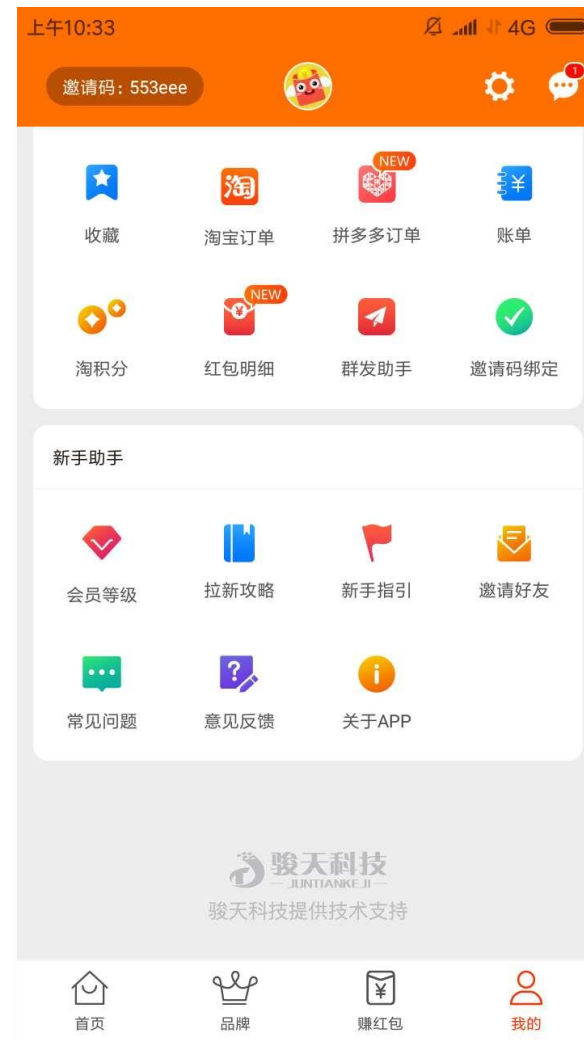 上午10:33 4G
邀请码：553eee 1
NEW
淘
收藏 淘宝订单 拼多多订单 账单
NEW
淘积分 红包明细 群发助手 邀请码绑定
新手助手
会员等级 拉新攻略 新手指引 邀请好友
常见问题 意见反馈 关于APP
骏天科技
JUNTIANKEJI
骏天科技提供技术支持
首页 品牌 赚红包 我的